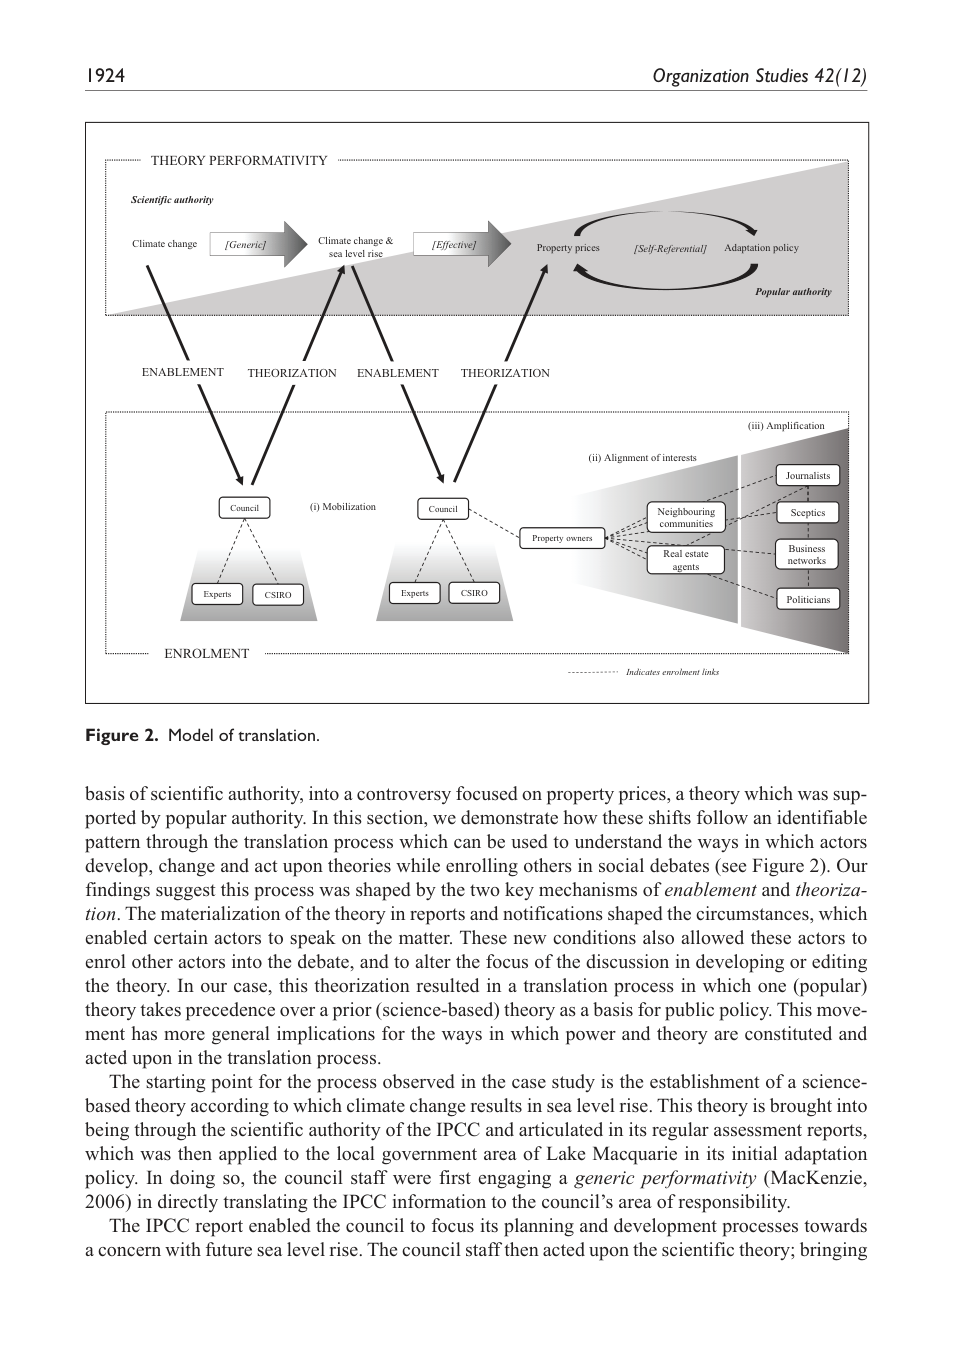 1924
Organization Studies 42(12)
THEORY PERFORMATIVITY
Scientific authority
Climate change
[Generic]
Climate change &
sea level rise
[Effective]
Property prices
[Self-Referential]
Adaptation policy
Popular authority
ENABLEMENT
THEORIZATION
ENABLEMENT
THEORIZATION
(iii) Amplification
(ii) Alignment of interests
Journalists
Council
(i) Mobilization
Council
Neighbouring
communities
Sceptics
Property owners
Real estate
agents
Business
networks
Experts
CSIRO
Experts
CSIRO
Politicians
ENROLMENT
Indicates enrolment links
Figure 2. Model of translation.
basis of scientific authority, into a controversy focused on property prices, a theory which was sup-
ported by popular authority. In this section, we demonstrate how these shifts follow an identifiable
pattern through the translation process which can be used to understand the ways in which actors
develop, change and act upon theories while enrolling others in social debates (see Figure 2). Our
findings suggest this process was shaped by the two key mechanisms of enablement and theoriza-
tion. The materialization of the theory in reports and notifications shaped the circumstances, which
enabled certain actors to speak on the matter. These new conditions also allowed these actors to
enrol other actors into the debate, and to alter the focus of the discussion in developing or editing
the theory. In our case, this theorization resulted in a translation process in which one (popular)
theory takes precedence over a prior (science-based) theory as a basis for public policy. This move-
ment has more general implications for the ways in which power and theory are constituted and
acted upon in the translation process.
The starting point for the process observed in the case study is the establishment of a science-
based theory according to which climate change results in sea level rise. This theory is brought into
being through the scientific authority of the IPCC and articulated in its regular assessment reports,
which was then applied to the local government area of Lake Macquarie in its initial adaptation
policy. In doing so, the council staff were first engaging a generic performativity (MacKenzie,
2006) in directly translating the IPCC information to the council’s area of responsibility.
The IPCC report enabled the council to focus its planning and development processes towards
a concern with future sea level rise. The council staff then acted upon the scientific theory; bringing